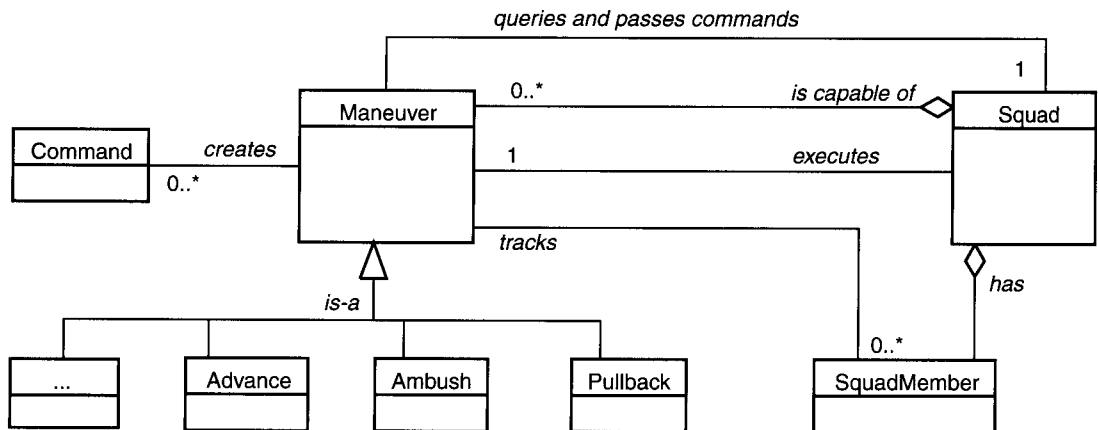 queries and passes commands
1
0..*
is capable of
Maneuver
Squad
Command
creates
1
executes
0..*
tracks
has
is-a
0..*
...
Advance
Ambush
Pullback
SquadMember